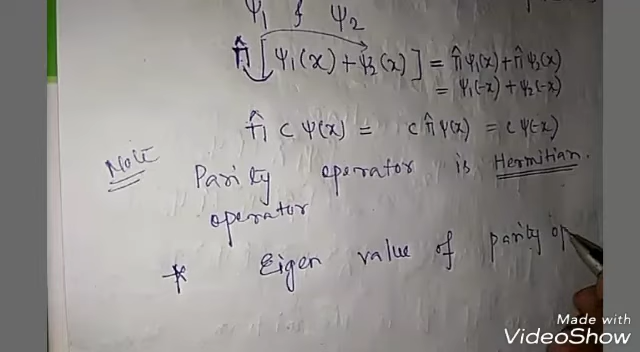 ψ₁ & ψ₂
π̂ [ψ₁(x) + ψ₂(x)] = π̂ψ₁(x) + π̂ψ₂(x)
= ψ₁(-x) + ψ₂(-x)
π̂ c ψ(x) = c π̂ ψ(x) = c ψ(-x)
Note
Parity operator is Hermitian.
operator
* Eigen value of parity op
Made with
VideoShow